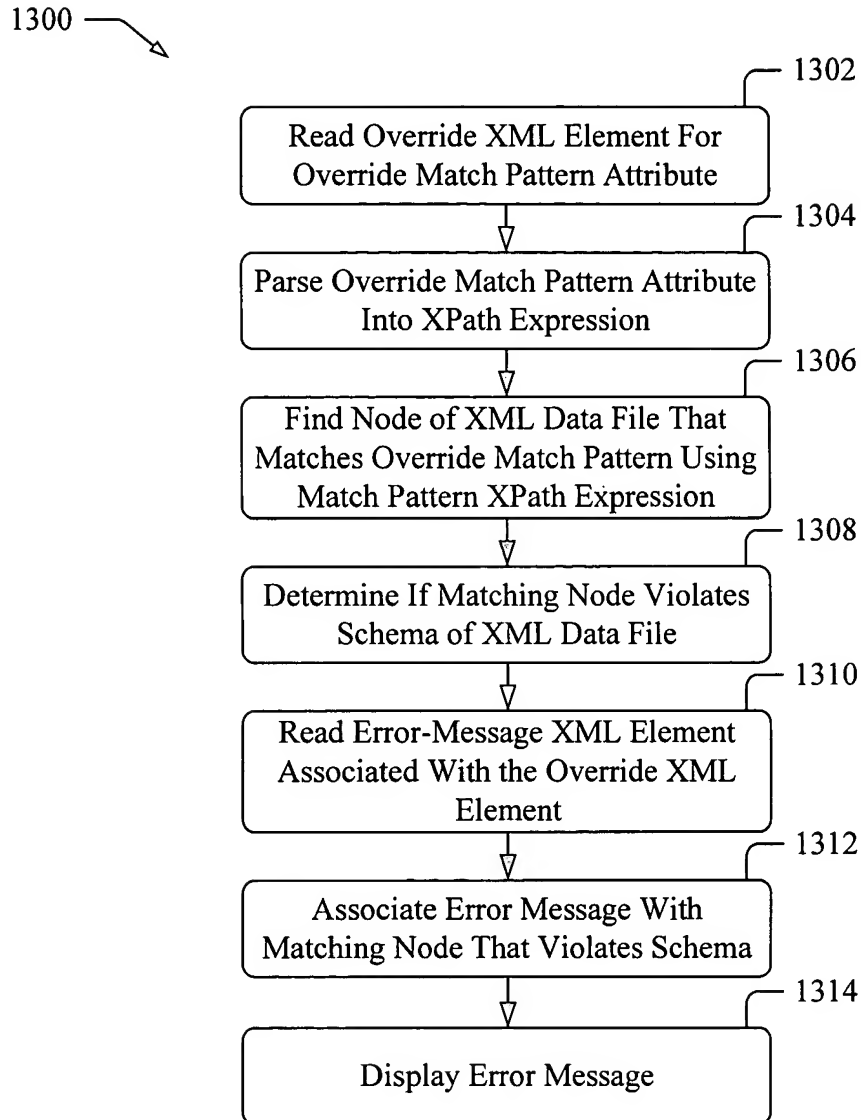 1300
1302
Read Override XML Element For
Override Match Pattern Attribute
1304
Parse Override Match Pattern Attribute
Into XPath Expression
1306
Find Node of XML Data File That
Matches Override Match Pattern Using
Match Pattern XPath Expression
1308
Determine If Matching Node Violates
Schema of XML Data File
1310
Read Error-Message XML Element
Associated With the Override XML
Element
1312
Associate Error Message With
Matching Node That Violates Schema
1314
Display Error Message